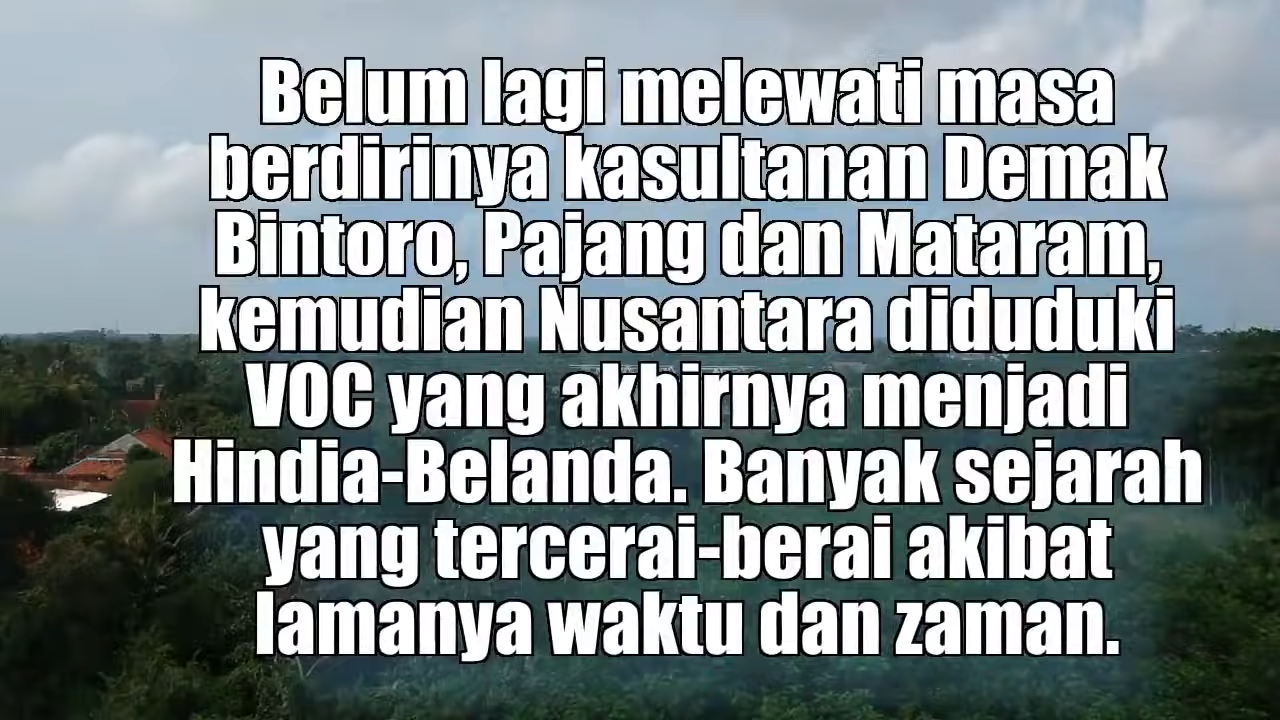 Belum lagi melewati masa
berdirinya kasultanan Demak
Bintoro, Pajang dan Mataram,
kemudian Nusantara diduduki
VOC yang akhirnya menjadi
Hindia-Belanda. Banyak sejarah
yang tercerai-berai akibat
lamanya waktu dan zaman.